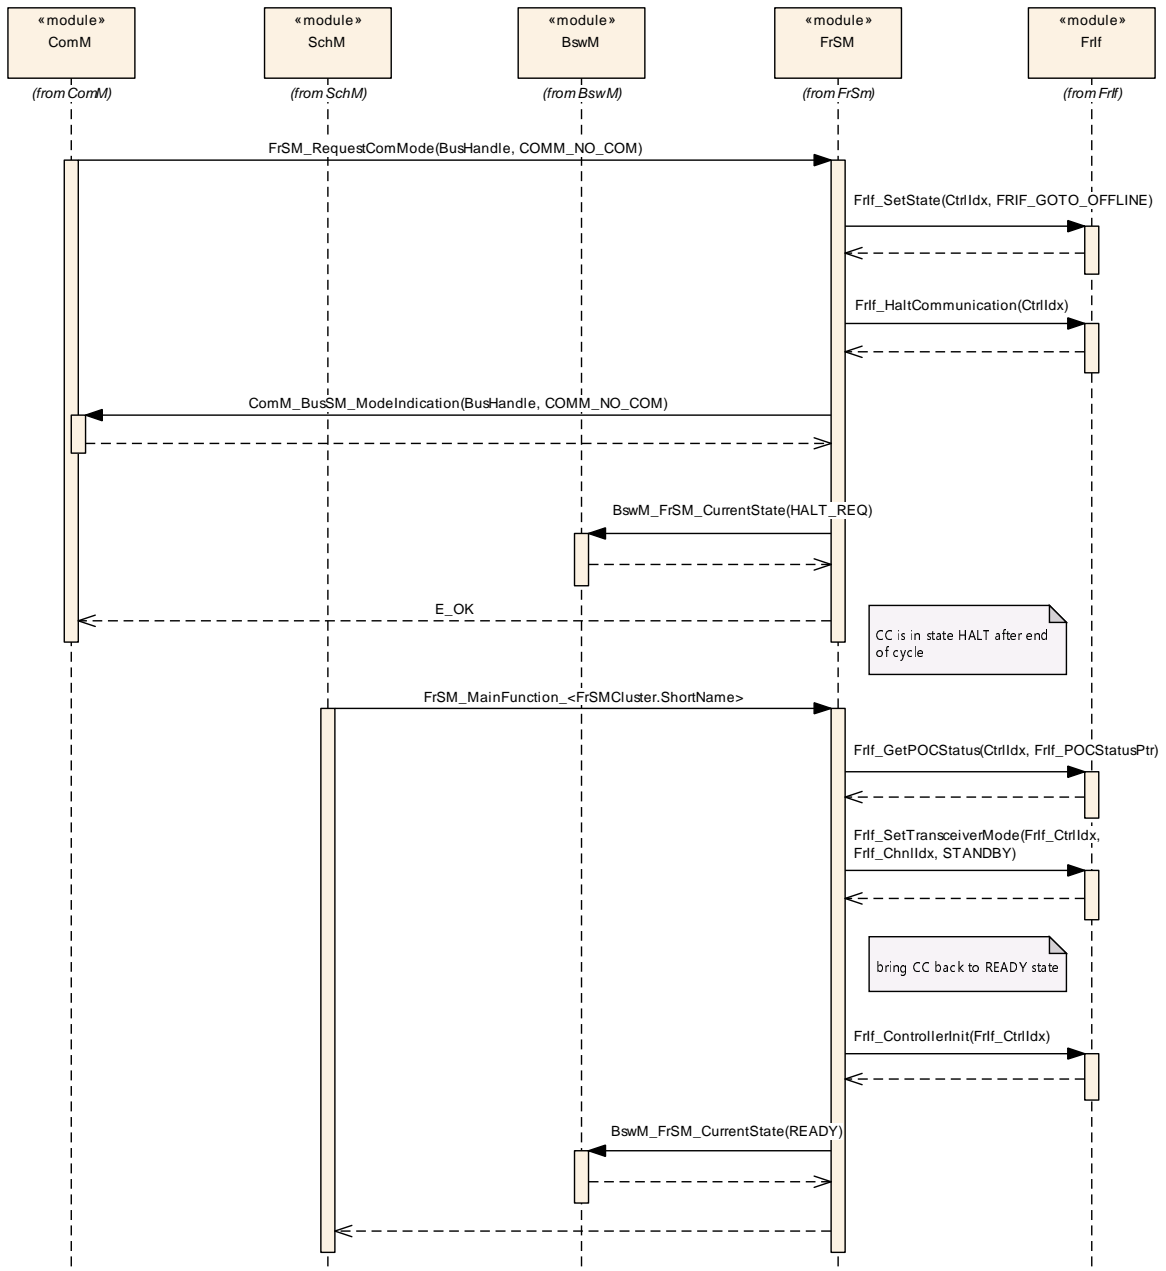 «module»
ComM
«module»
SchM
«module»
BswM
«module»
FrSM
«module»
FrIf
(from ComM)
(from SchM)
(from BswM)
(from FrSm)
(from FrIf)
FrSM_RequestComMode(BusHandle, COMM_NO_COM)
FrIf_SetState(CtrlIdx, FRIF_GOTO_OFFLINE)
FrIf_HaltCommunication(CtrlIdx)
ComM_BusSM_ModeIndication(BusHandle, COMM_NO_COM)
BswM_FrSM_CurrentState(HALT_REQ)
E_OK
CC is in state HALT after end
of cycle
FrSM_MainFunction_<FrSMCluster.ShortName>
FrIf_GetPOCStatus(CtrlIdx, FrIf_POCStatusPtr)
FrIf_SetTransceiverMode(FrIf_CtrlIdx,
FrIf_ChnlIdx, STANDBY)
bring CC back to READY state
FrIf_ControllerInit(FrIf_CtrlIdx)
BswM_FrSM_CurrentState(READY)